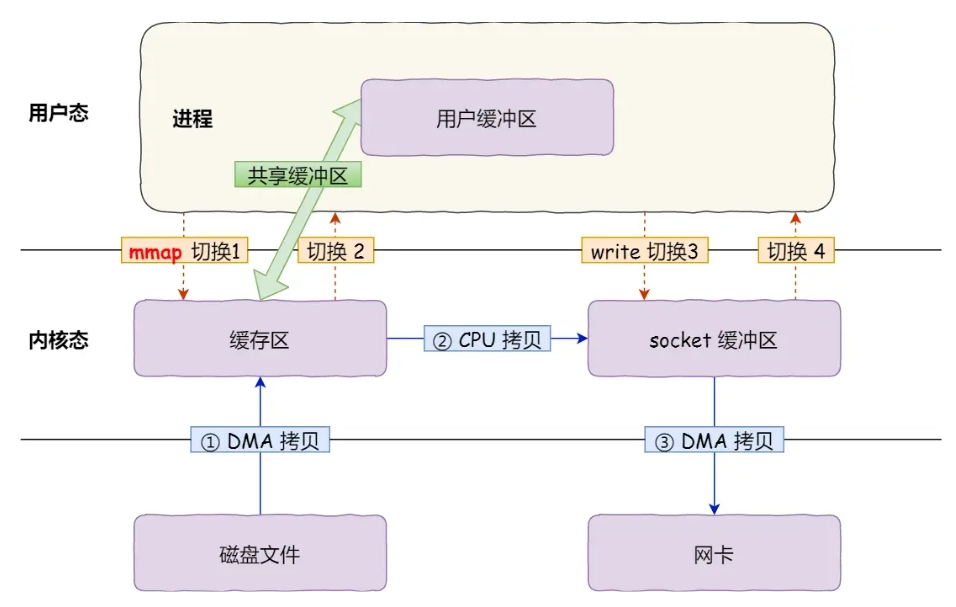 用户态
进程
用户缓冲区
共享缓冲区
mmap 切换1
切换 2
write 切换3
切换 4
内核态
缓存区
② CPU 拷贝
socket 缓冲区
① DMA 拷贝
③ DMA 拷贝
磁盘文件
网卡